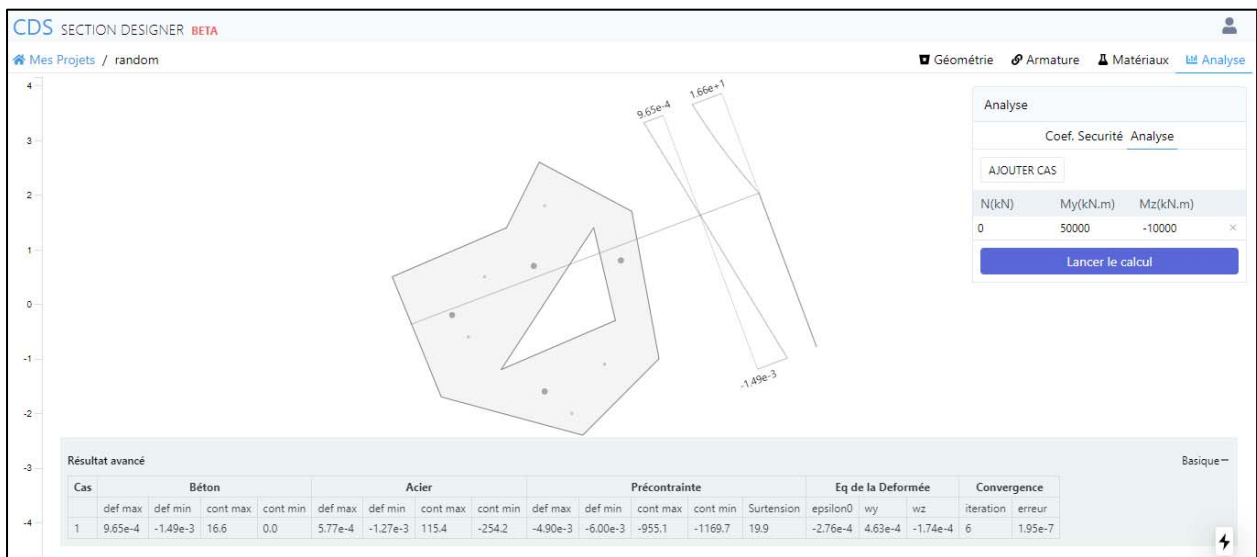 CDS SECTION DESIGNER BETA
Mes Projets / random
Géométrie Armature Matériaux Analyse
4
3
2
1
0
-1
-2
-3
-4
9.65e-4
1.66e+1
-1.49e-3
Analyse
Coef. Securité Analyse
AJOUTER CAS
N(kN) My(kN.m) Mz(kN.m)
0 50000 -10000 ×
Lancer le calcul
Résultat avancé Basique−
Cas Béton Acier Précontrainte Eq de la Deformée Convergence
def max def min cont max cont min def max def min cont max cont min def max def min cont max cont min Surtension epsilon0 wy wz iteration erreur
1 9.65e-4 -1.49e-3 16.6 0.0 5.77e-4 -1.27e-3 115.4 -254.2 -4.90e-3 -6.00e-3 -955.1 -1169.7 19.9 -2.76e-4 4.63e-4 -1.74e-4 6 1.95e-7